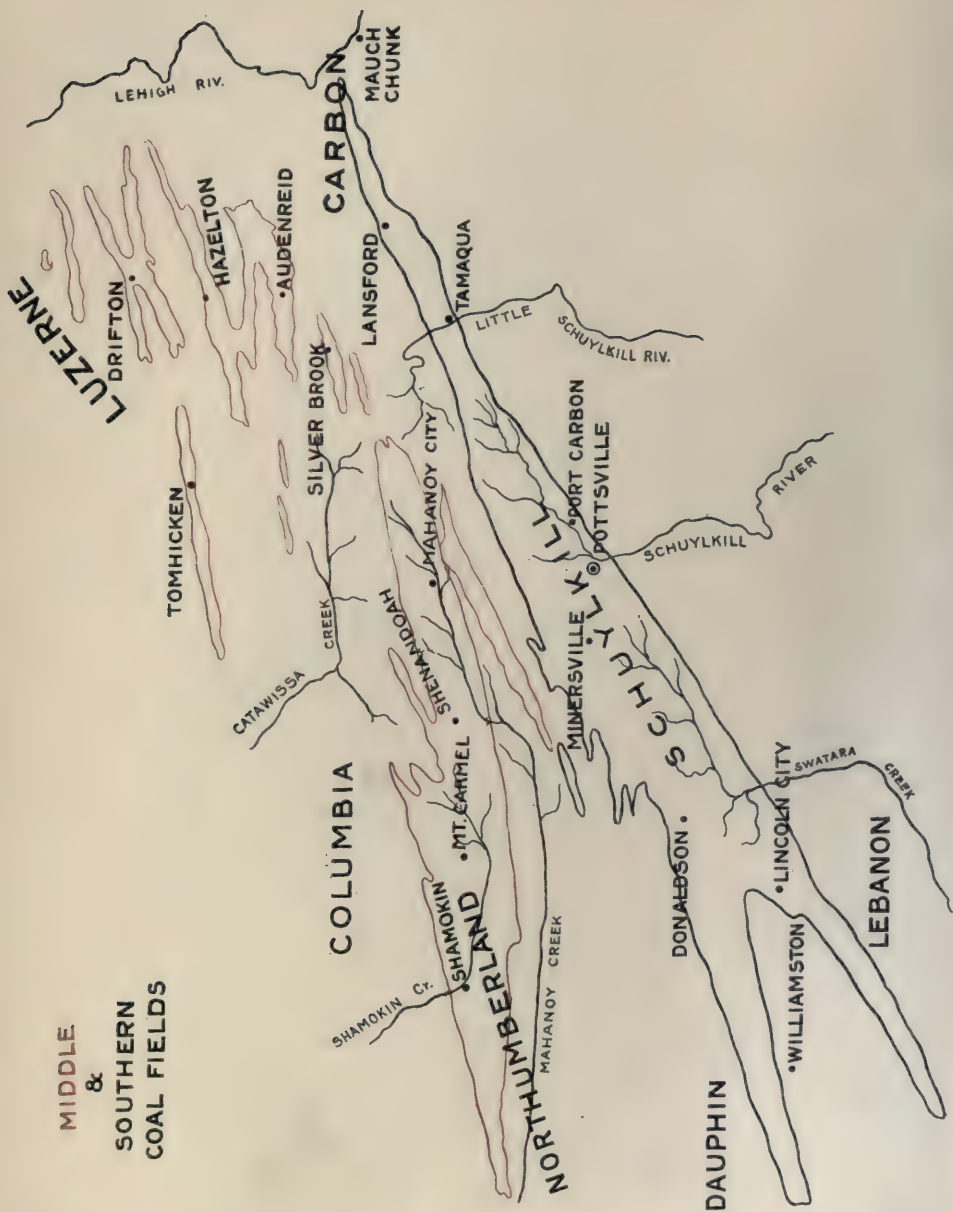 MIDDLE
&
SOUTHERN
COAL FIELDS
LUZERNE
LEHIGH RIV.
DRIFTON
HAZELTON
TOMHICKEN
AUDENREID
CARBON
MAUCH
CHUNK
SILVER BROOK
LANSFORD
TAMAQUA
LITTLE
SCHUYLKILL RIV.
CATAWISSA
CREEK
COLUMBIA
SHENANDOAH
MAHANOY CITY
MT. CARMEL
SHAMOKIN Cr.
SHAMOKIN
NORTHUMBERLAND
MAHANOY CREEK
PORT CARBON
POTTSVILLE
MINERSVILLE
SCHUYLKILL
SCHUYLKILL
RIVER
DONALDSON
LINCOLN CITY
SWATARA
CREEK
WILLIAMSTON
DAUPHIN
LEBANON